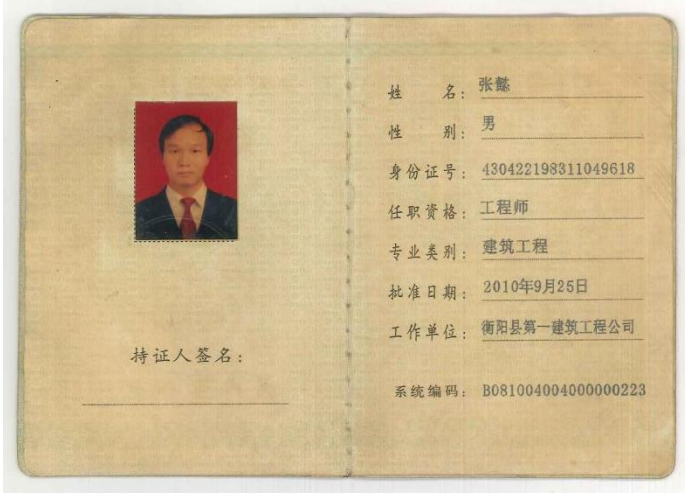 持证人签名：
姓名：张懿
性别：男
身份证号：430422198311049618
任职资格：工程师
专业类别：建筑工程
批准日期：2010年9月25日
工作单位：衡阳县第一建筑工程公司
系统编码：B081004004000000223